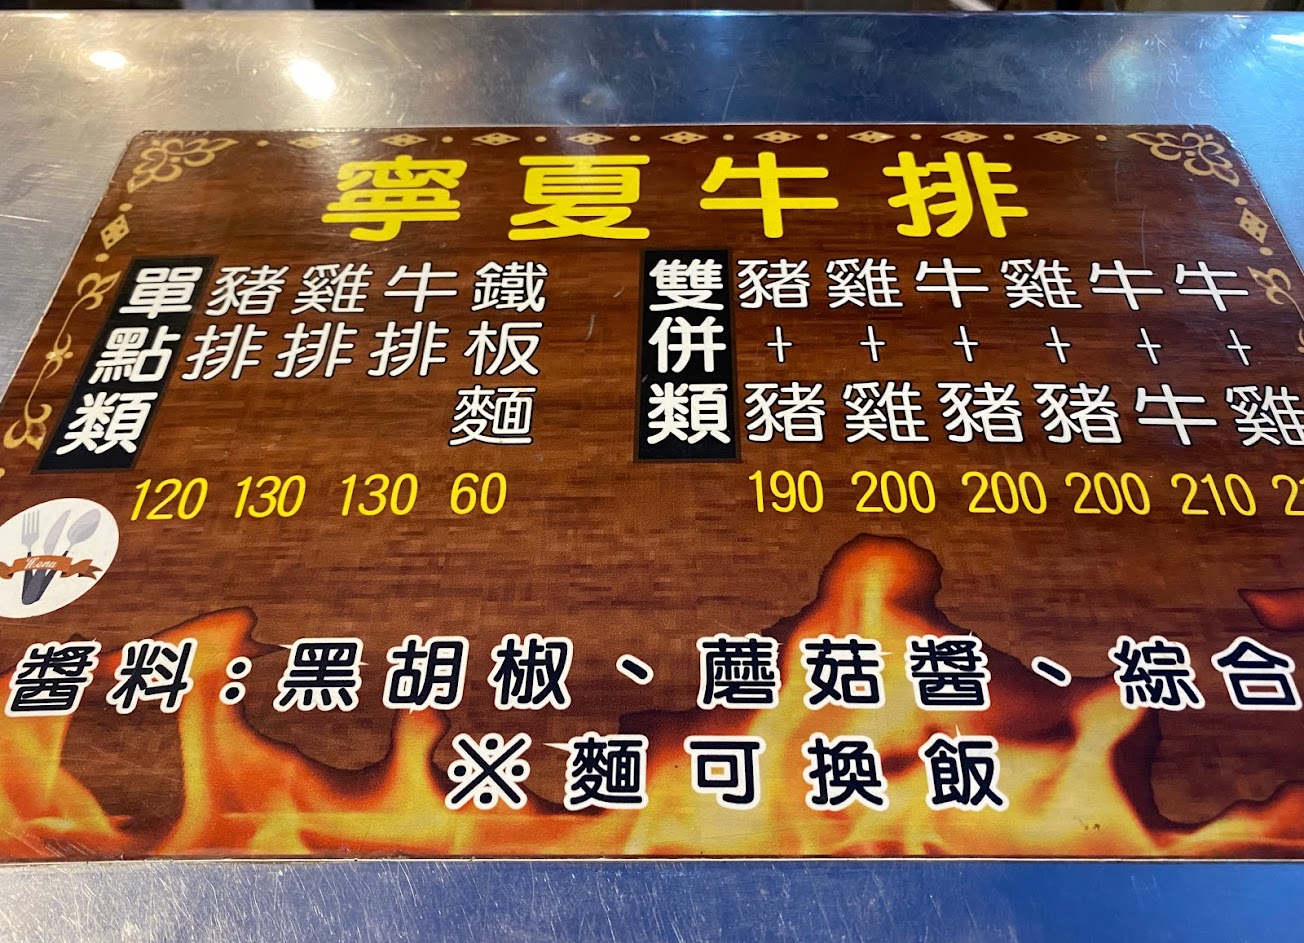 寧夏牛排
單點類
豬排 120
雞排 130
牛排 130
鐵板麵 60
雙併類
豬+豬 190
雞+雞 200
牛+豬 200
雞+豬 200
牛+牛 210
牛+雞
Menu
醬料:黑胡椒、蘑菇醬、綜合
※麵可換飯